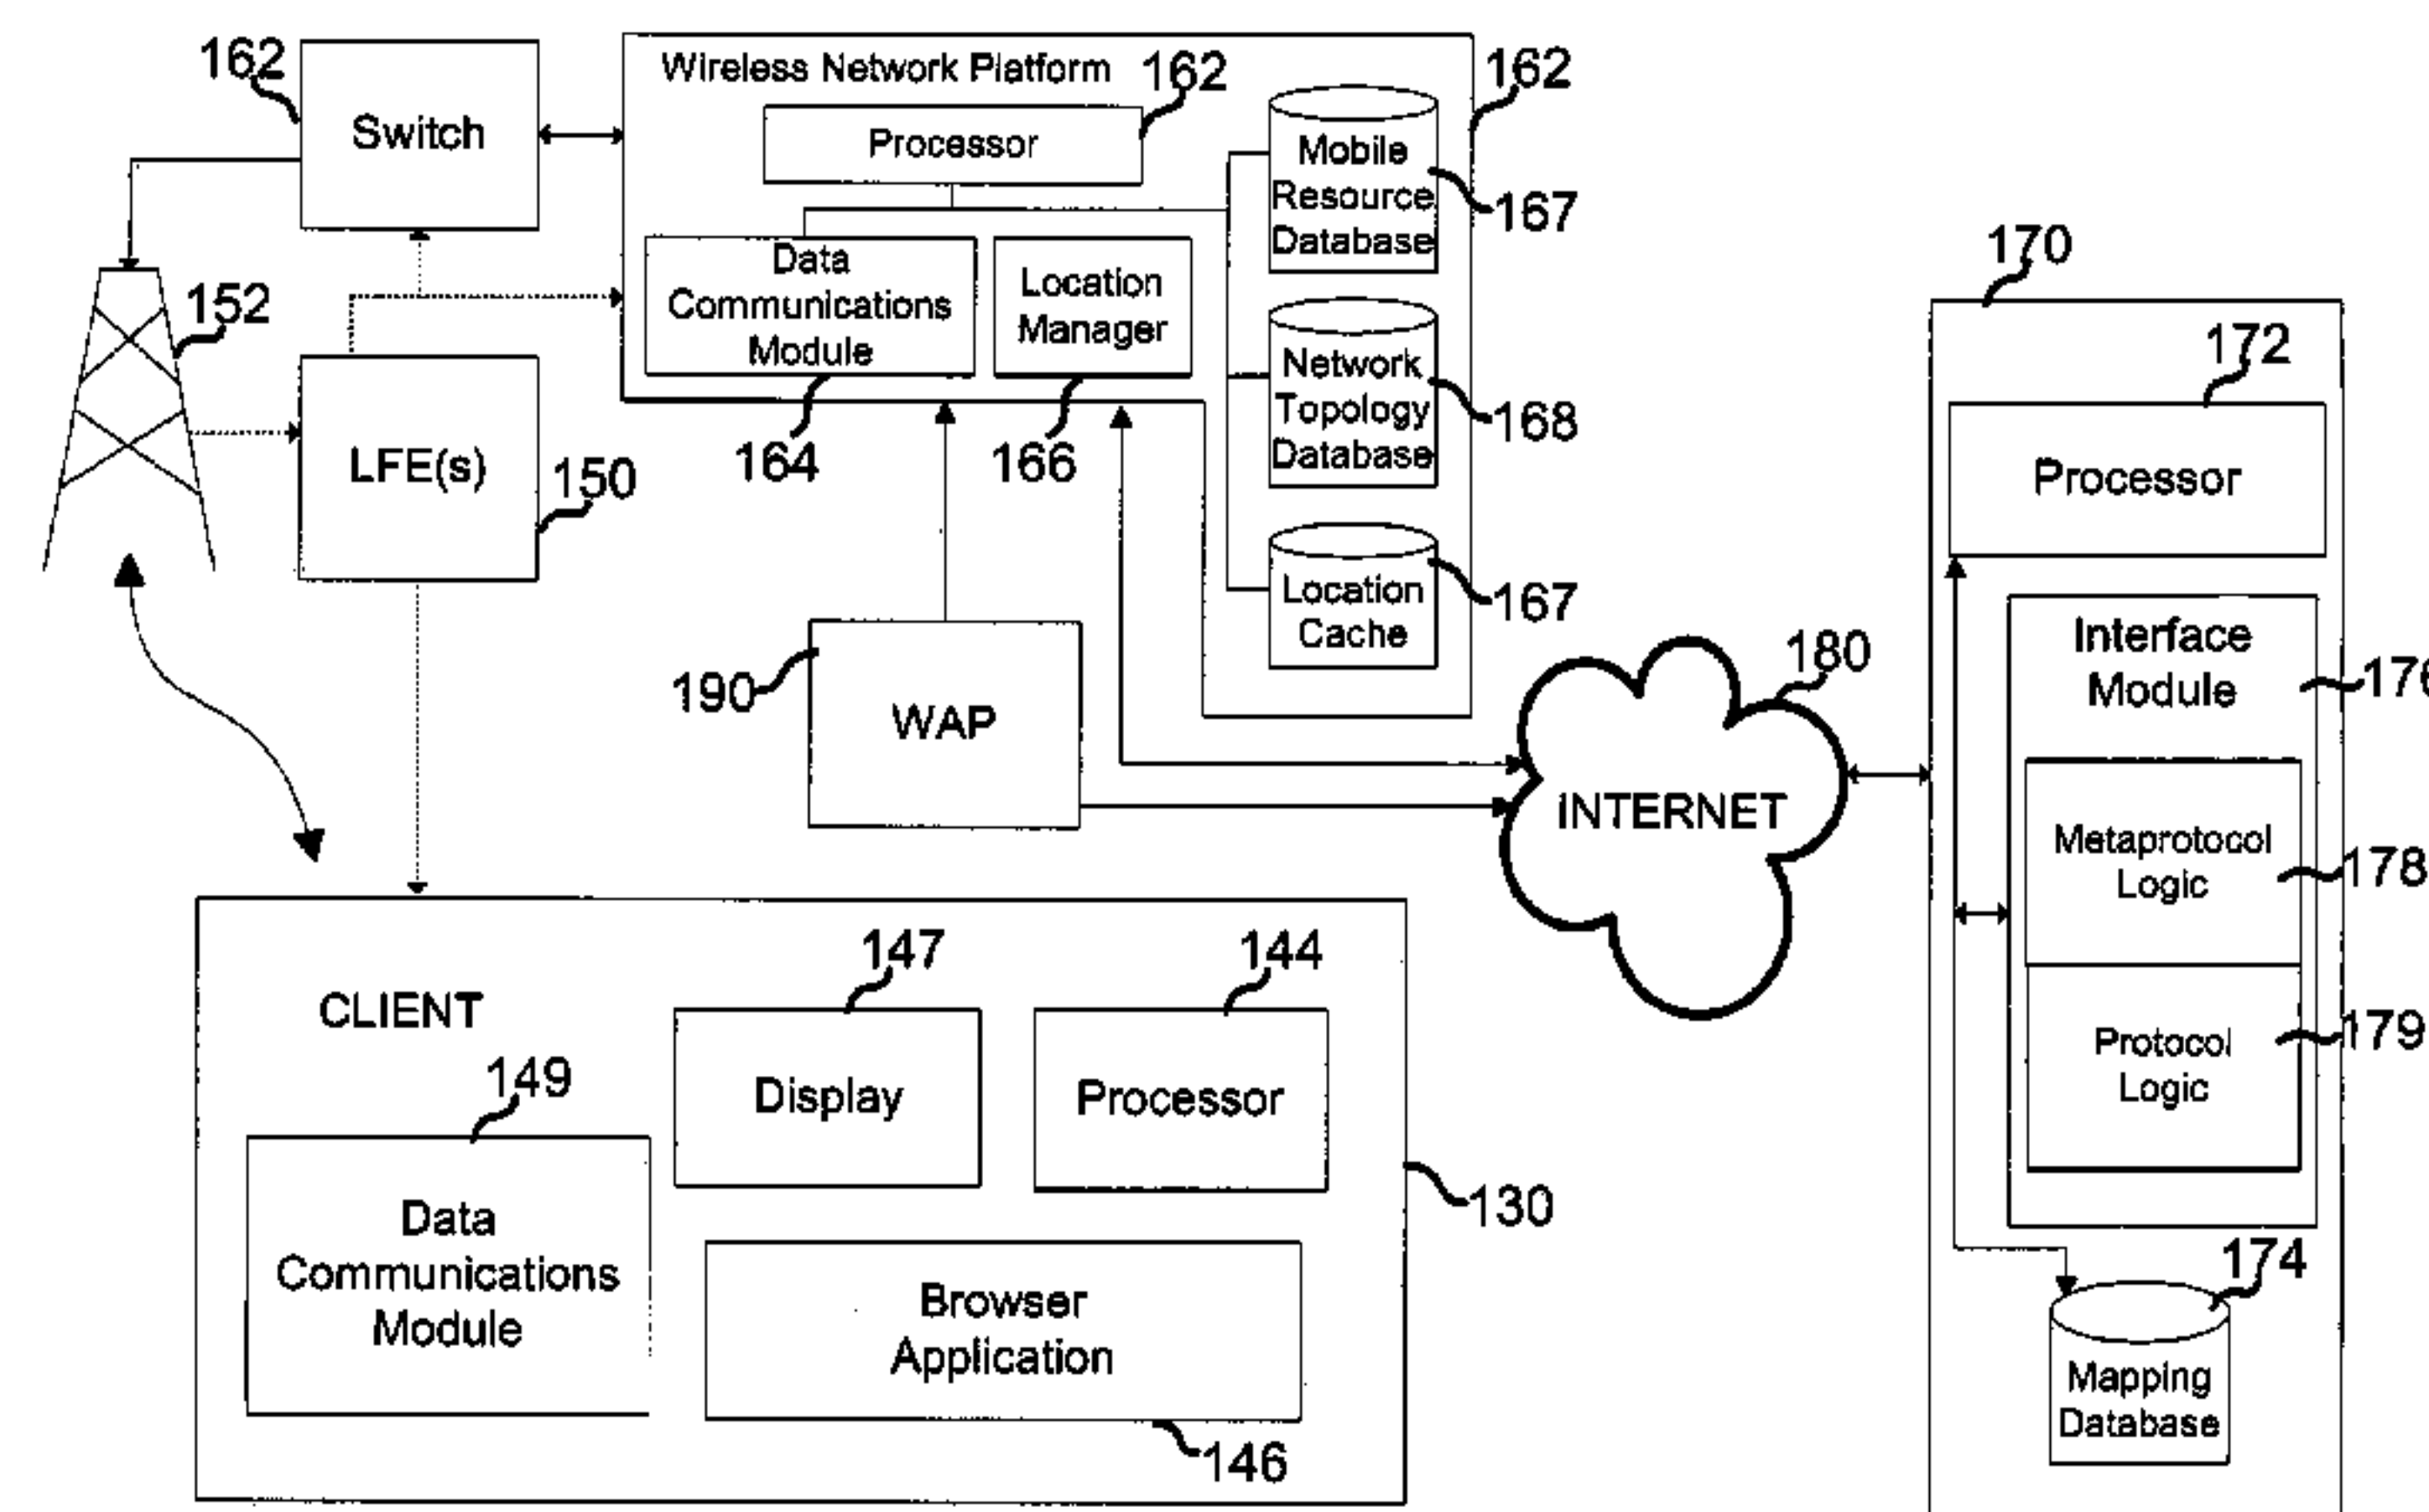 162
Switch
Wireless Network Platform
162
162
Processor
Mobile
Resource
Database
167
Data
Communications
Module
Location
Manager
164
166
Network
Topology
Database
168
Location
Cache
167
152
LFE(s)
150
190
WAP
INTERNET
180
170
172
Processor
Interface
Module
Metaprotocol
Logic
178
Protocol
Logic
179
174
Mapping
Database
CLIENT
147
Display
144
Processor
149
Data
Communications
Module
130
Browser
Application
146